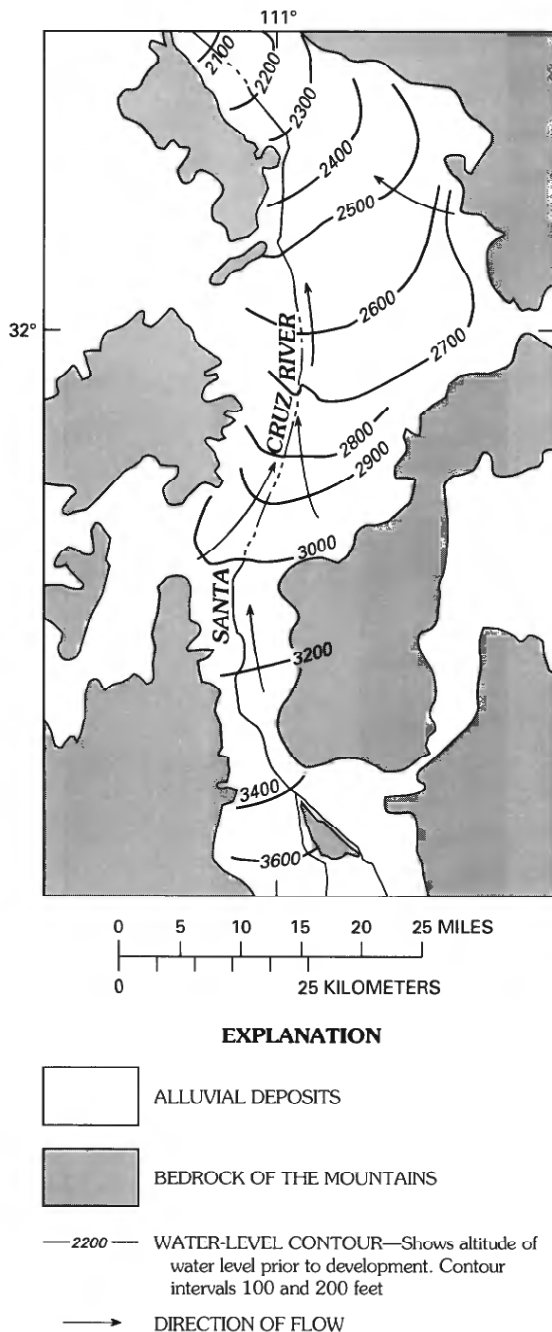 111°
2100
2200
2300
2400
2500
2600
32°
2700
SANTA CRUZ RIVER
2800
2900
3000
3200
3400
3600
0 5 10 15 20 25 MILES
0 25 KILOMETERS
EXPLANATION
ALLUVIAL DEPOSITS
BEDROCK OF THE MOUNTAINS
2200 WATER-LEVEL CONTOUR—Shows altitude of
water level prior to development. Contour
intervals 100 and 200 feet
DIRECTION OF FLOW